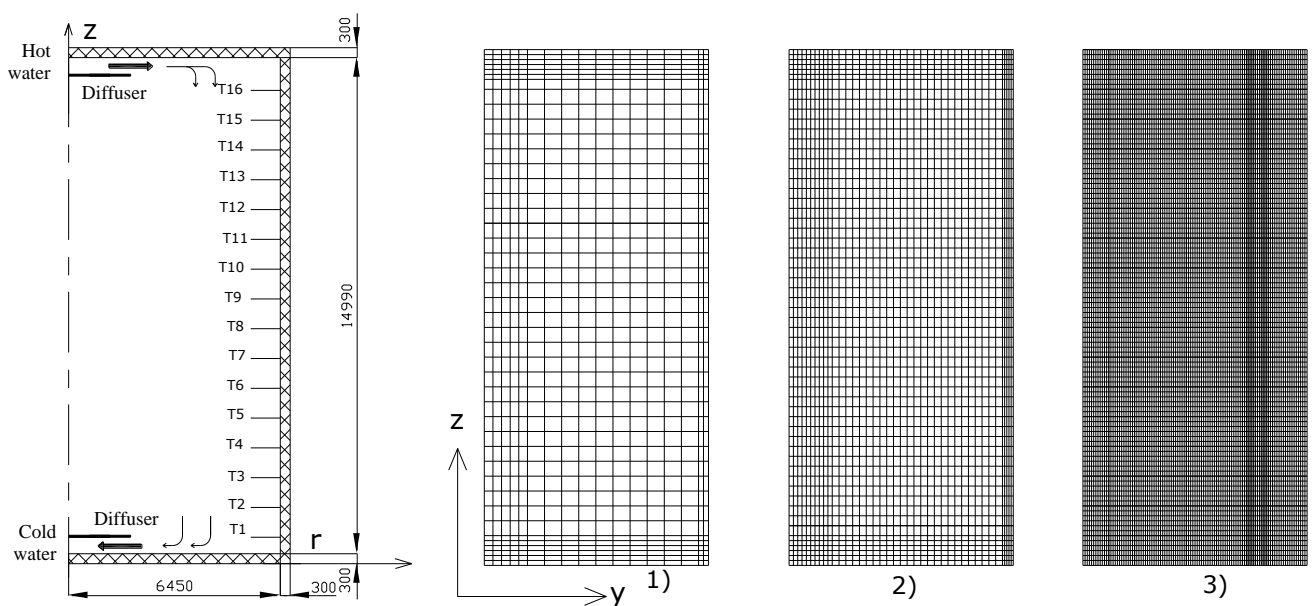 z
300
Hot
water
Diffuser
T16
T15
T14
T13
T12
T11
T10
T9
T8
T7
T6
T5
T4
T3
T2
T1
14990
Diffuser
Cold
water
r
6450
300
300
z
y
1)
2)
3)